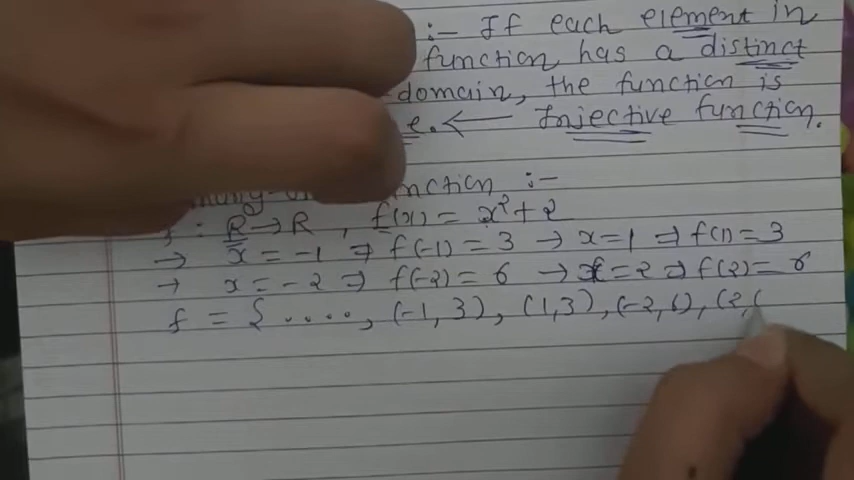 :- If each element in
function has a distinct
domain, the function is
e. ← Injective function.
nction :-
f : R → R , f(x) = x² + 2
→ x = -1 ⇒ f(-1) = 3 → x = 1 ⇒ f(1) = 3
→ x = -2 ⇒ f(-2) = 6 → x = 2 ⇒ f(2) = 6
f = { ....., (-1, 3), (1,3), (-2, 6), (2, (